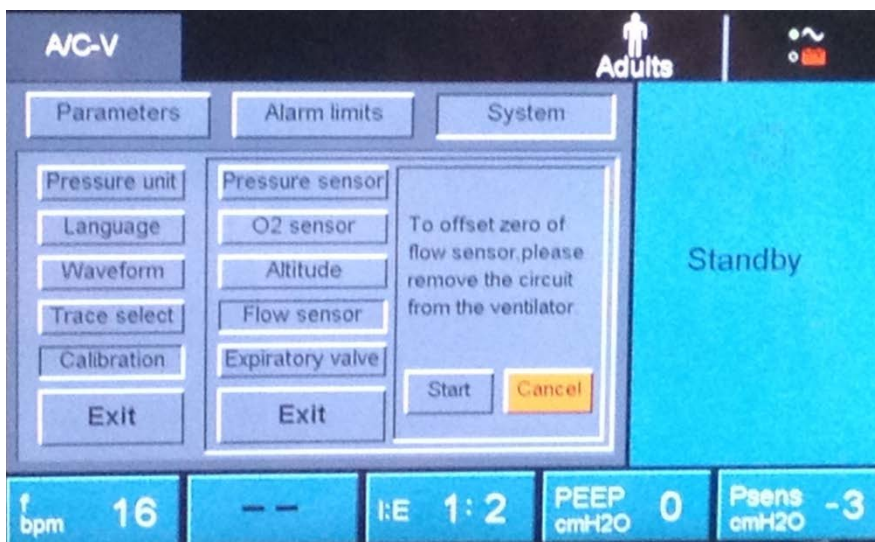 A/C-V
Adults
Parameters
Alarm limits
System
Pressure unit
Language
Waveform
Trace select
Calibration
Exit
Pressure sensor
O2 sensor
Altitude
Flow sensor
Expiratory valve
Exit
To offset zero of
flow sensor,please
remove the circuit
from the ventilator.
Start
Cancel
Standby
f
bpm 16
--
I:E 1:2
PEEP
cmH2O 0
Psens
cmH2O -3